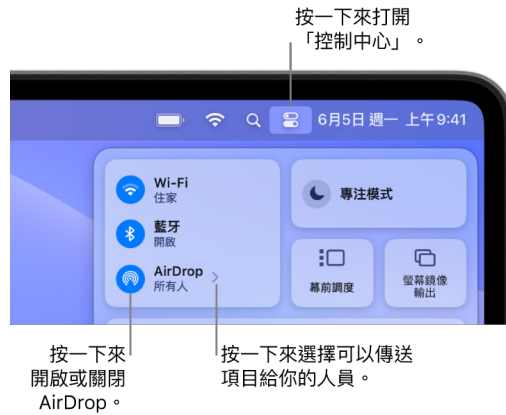 按一下來打開
「控制中心」。
6月5日 週一 上午9:41
Wi-Fi
住家
專注模式
藍牙
開啟
AirDrop
所有人
幕前調度
螢幕鏡像
輸出
按一下來
開啟或關閉
AirDrop。
按一下來選擇可以傳送
項目給你的人員。